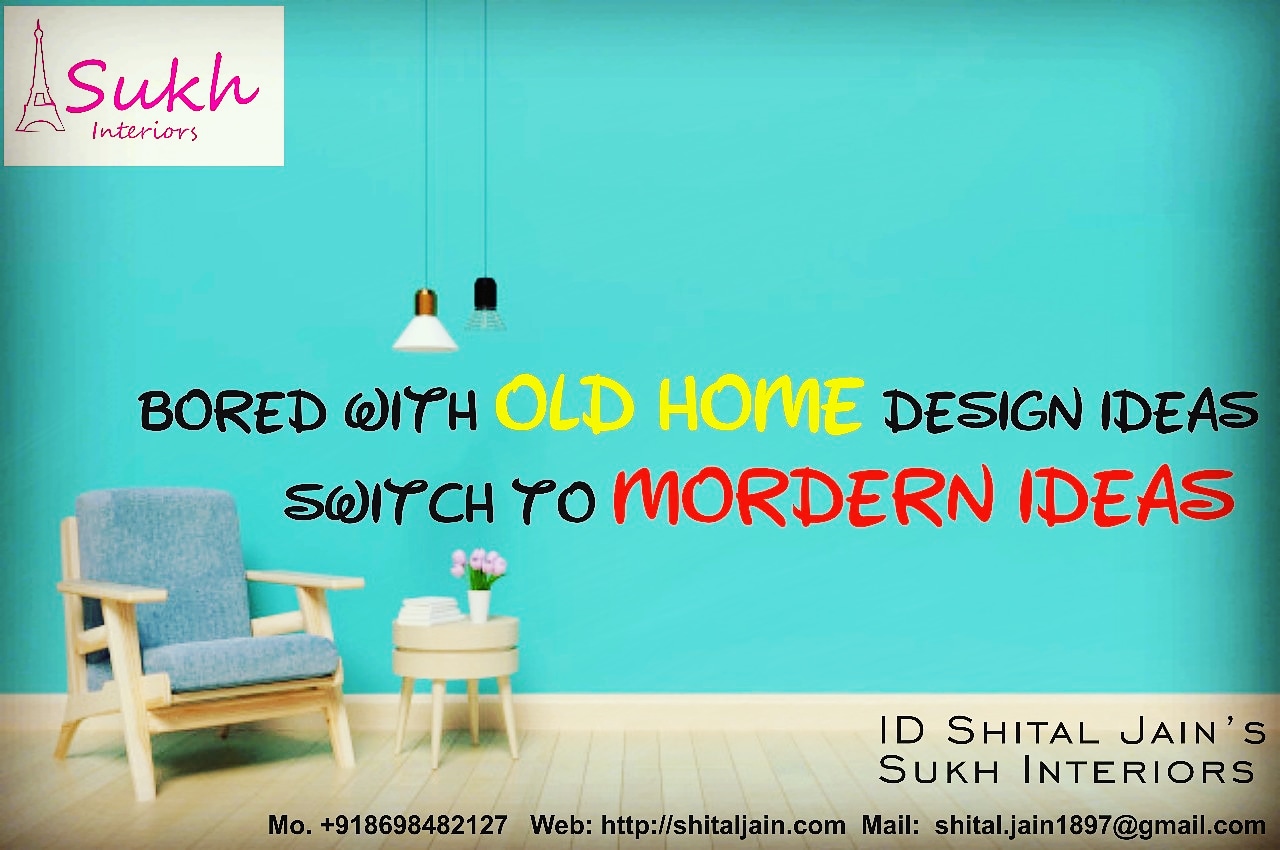 Sukh
Interiors
BORED WITH OLD HOME DESIGN IDEAS
SWITCH TO MORDERN IDEAS
ID SHITAL JAIN'S
SUKH INTERIORS
Mo. +918698482127 Web: http://shitaljain.com Mail: shital.jain1897@gmail.com